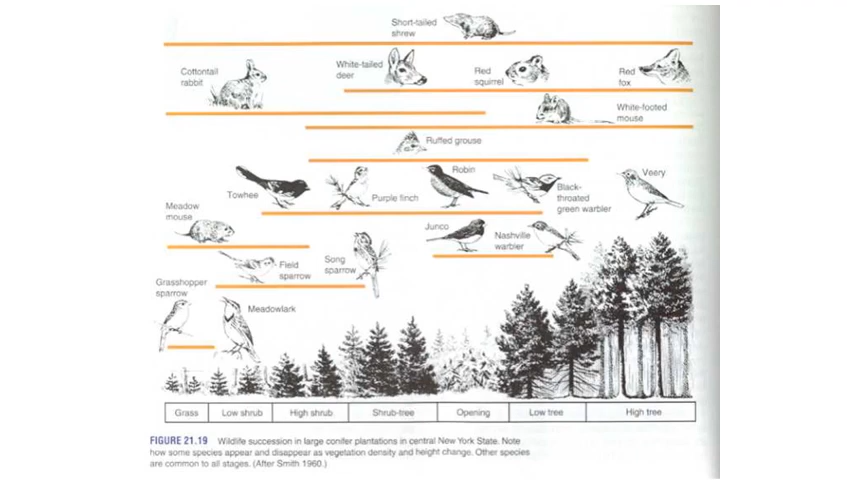 Short-tailed
shrew
Cottontail
rabbit
White-tailed
deer
Red
squirrel
Red
fox
White-footed
mouse
Ruffed grouse
Towhee
Purple finch
Robin
Black-
throated
green warbler
Veery
Meadow
mouse
Junco
Nashville
warbler
Field
sparrow
Song
sparrow
Grasshopper
sparrow
Meadowlark
Grass
Low shrub
High shrub
Shrub-tree
Opening
Low tree
High tree
FIGURE 21.19 Wildlife succession in large conifer plantations in central New York State. Note
how some species appear and disappear as vegetation density and height change. Other species
are common to all stages. (After Smith 1960.)